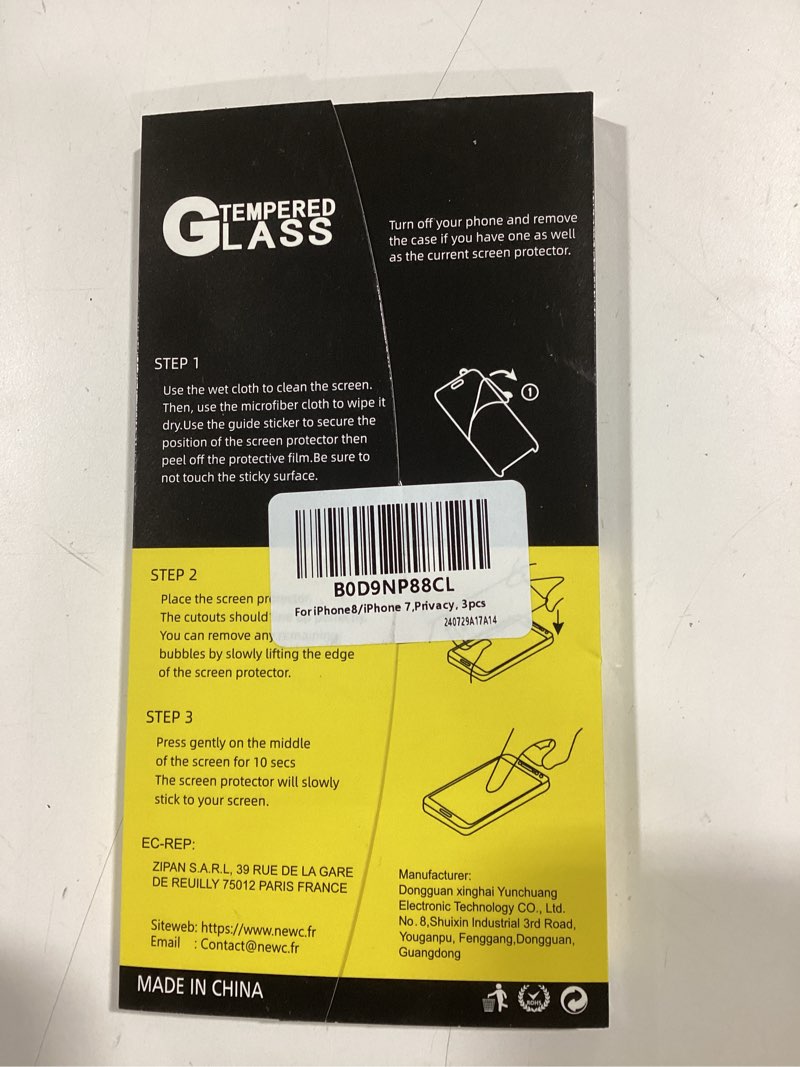 TEMPERED
GLASS
Turn off your phone and remove
the case if you have one as well
as the current screen protector.
STEP 1
Use the wet cloth to clean the screen.
Then, use the microfiber cloth to wipe it
dry.Use the guide sticker to secure the
position of the screen protector then
peel off the protective film.Be sure to
not touch the sticky surface.
1
B0D9NP88CL
For iPhone8/iPhone 7,Privacy, 3pcs
240729A17A14
STEP 2
Place the screen
The cutouts should
You can remove any remaining
bubbles by slowly lifting the edge
of the screen protector.
STEP 3
Press gently on the middle
of the screen for 10 secs
The screen protector will slowly
stick to your screen.
EC-REP:
ZIPAN S.A.R.L, 39 RUE DE LA GARE
DE REUILLY 75012 PARIS FRANCE
Siteweb: https://www.newc.fr
Email : Contact@newc.fr
Manufacturer:
Dongguan xinghai Yunchuang
Electronic Technology CO., Ltd.
No.8,Shuixin Industrial 3rd Road,
Youganpu, Fenggang,Dongguan,
Guangdong
MADE IN CHINA
ROHS